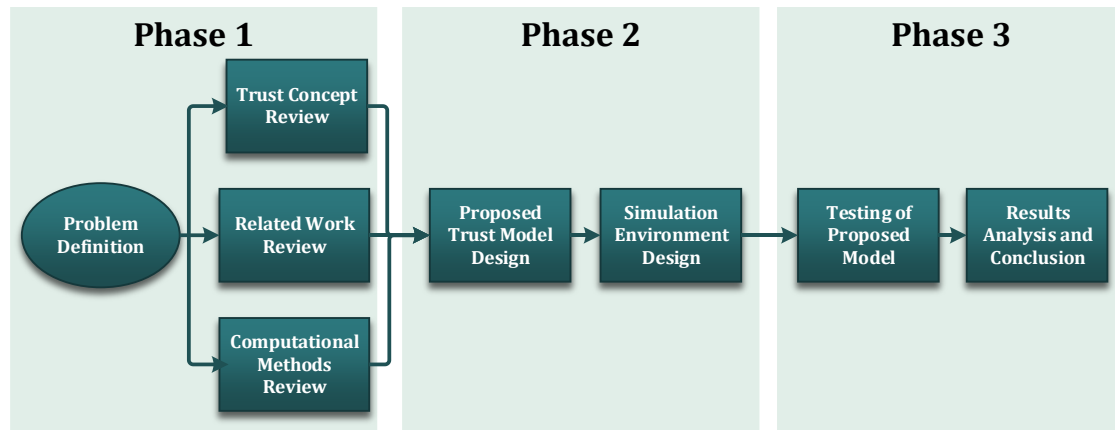 Phase 1
Phase 2
Phase 3
Trust Concept
Review
Problem
Definition
Related Work
Review
Computational
Methods
Review
Proposed
Trust Model
Design
Simulation
Environment
Design
Testing of
Proposed
Model
Results
Analysis and
Conclusion